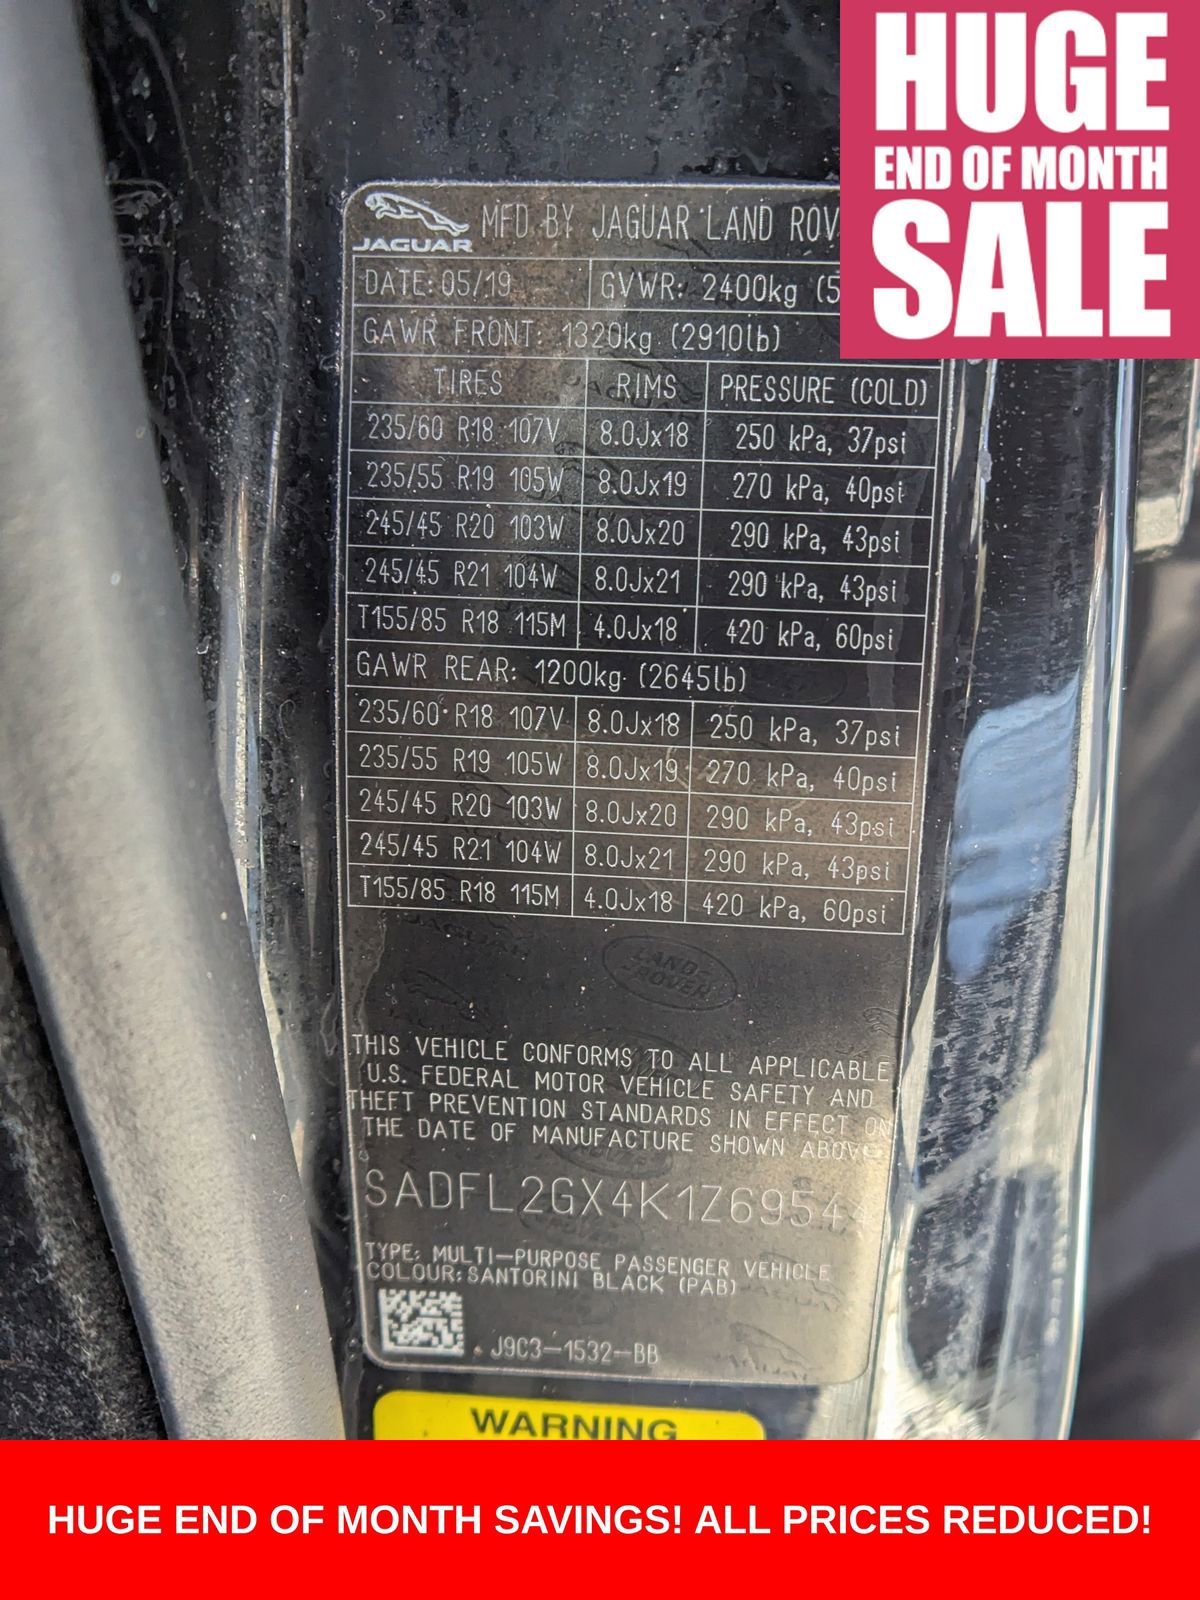 HUGE
END OF MONTH
SALE
JAGUAR MFD BY JAGUAR LAND
DATE: 05/19 GVWR: 2400kg
GAWR FRONT: 1320kg (2910lb)
TIRES RIMS PRESSURE (COLD)
235/60 R18 107V 8.0Jx18 250 kPa, 37psi
235/55 R19 105W 8.0Jx19 270 kPa, 40psi
245/45 R20 103W 8.0Jx20 290 kPa, 43psi
245/45 R21 104W 8.0Jx21 290 kPa, 43psi
T155/85 R18 115M 4.0Jx18 420 kPa, 60psi
GAWR REAR: 1200kg (2645lb)
235/60 R18 107V 8.0Jx18 250 kPa, 37psi
235/55 R19 105W 8.0Jx19 270 kPa, 40psi
245/45 R20 103W 8.0Jx20 290 kPa, 43psi
245/45 R21 104W 8.0Jx21 290 kPa, 43psi
T155/85 R18 115M 4.0Jx18 420 kPa, 60psi
LAND-
ROVER
THIS VEHICLE CONFORMS TO ALL APPLICABLE
U.S. FEDERAL MOTOR VEHICLE SAFETY AND
THEFT PREVENTION STANDARDS IN EFFECT ON
THE DATE OF MANUFACTURE SHOWN ABOVE
SADFL2GX4K1Z69544
TYPE: MULTI-PURPOSE PASSENGER VEHICLE
COLOUR: SANTORINI BLACK (PAB)
J9C3-1532-BB
WARNING
HUGE END OF MONTH SAVINGS! ALL PRICES REDUCED!